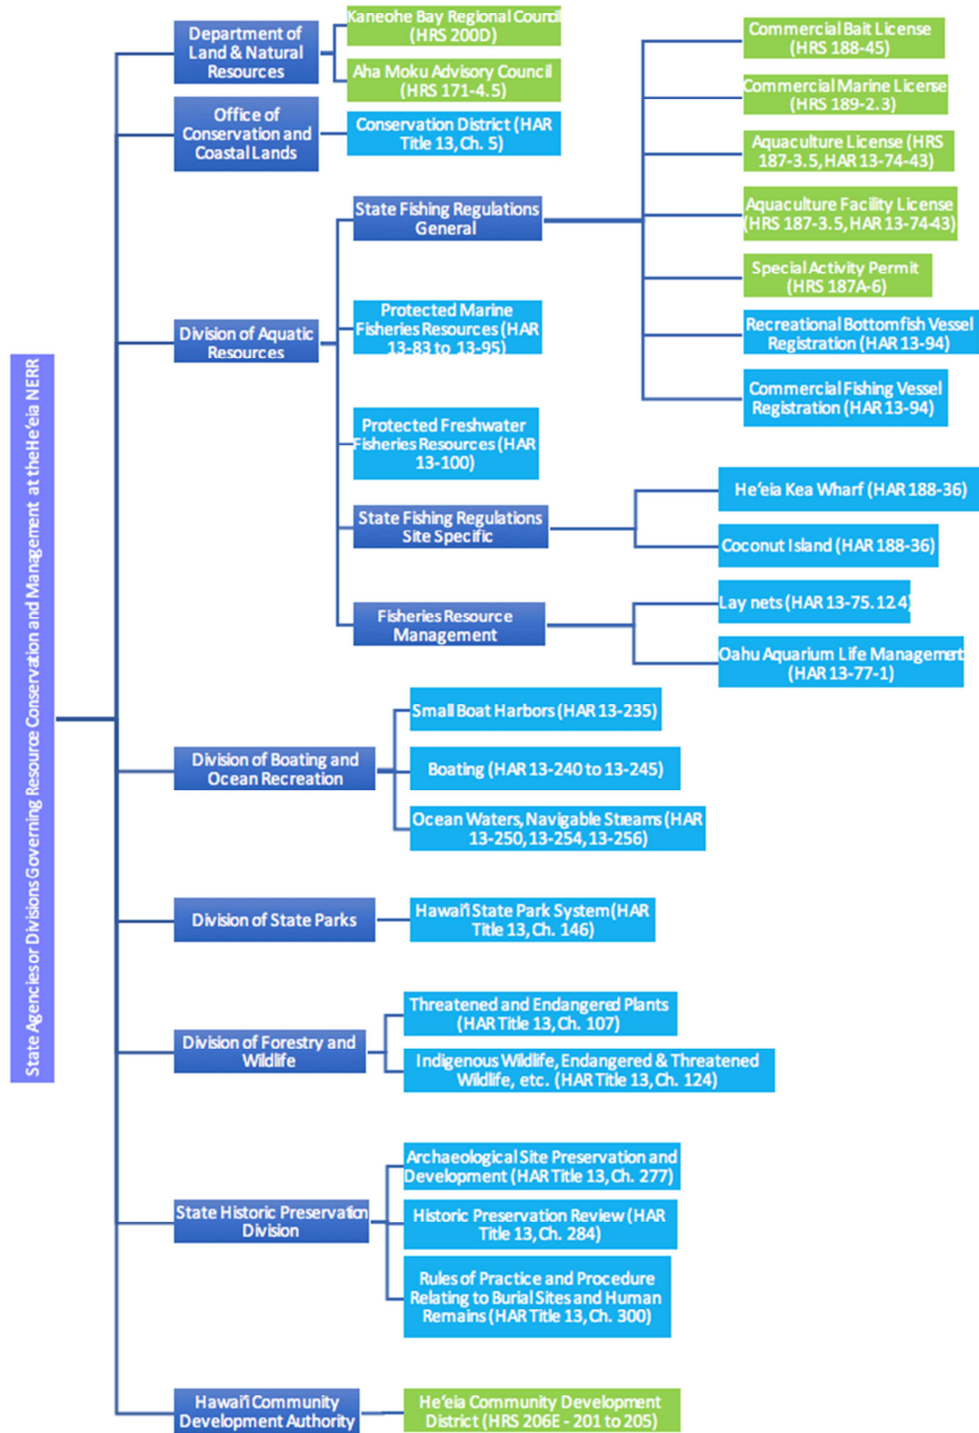 State Agencies or Divisions Governing Resource Conservation and Management at the He'eia NERR
Department of
Land & Natural
Resources
Kaneohe Bay Regional Council
(HRS 200D)
Aha Moku Advisory Council
(HRS 171-4.5)
Office of
Conservation and
Coastal Lands
Conservation District (HAR
Title 13, Ch. 5)
Division of Aquatic
Resources
State Fishing Regulations
General
Commercial Bait License
(HRS 188-45)
Commercial Marine License
(HRS 189-2.3)
Aquaculture License (HRS
187-3.5, HAR 13-74-43)
Aquaculture Facility License
(HRS 187-3.5, HAR 13-74-43)
Special Activity Permit
(HRS 187A-6)
Recreational Bottomfish Vessel
Registration (HAR 13-94)
Commercial Fishing Vessel
Registration (HAR 13-94)
Protected Marine
Fisheries Resources (HAR
13-83 to 13-95)
Protected Freshwater
Fisheries Resources (HAR
13-100)
State Fishing Regulations
Site Specific
He'eia Kea Wharf (HAR 188-36)
Coconut Island (HAR 188-36)
Fisheries Resource
Management
Lay nets (HAR 13-75.12.4)
Oahu Aquarium Life Management
(HAR 13-77-1)
Division of Boating and
Ocean Recreation
Small Boat Harbors (HAR 13-235)
Boating (HAR 13-240 to 13-245)
Ocean Waters, Navigable Streams (HAR
13-250, 13-254, 13-256)
Division of State Parks
Hawai'i State Park System (HAR
Title 13, Ch. 146)
Division of Forestry and
Wildlife
Threatened and Endangered Plants
(HAR Title 13, Ch. 107)
Indigenous Wildlife, Endangered & Threatened
Wildlife, etc. (HAR Title 13, Ch. 124)
State Historic Preservation
Division
Archaeological Site Preservation and
Development (HAR Title 13, Ch. 277)
Historic Preservation Review (HAR
Title 13, Ch. 284)
Rules of Practice and Procedure
Relating to Burial Sites and Human
Remains (HAR Title 13, Ch. 300)
Hawai'i Community
Development Authority
He'eia Community Development
District (HRS 206E - 201 to 205)